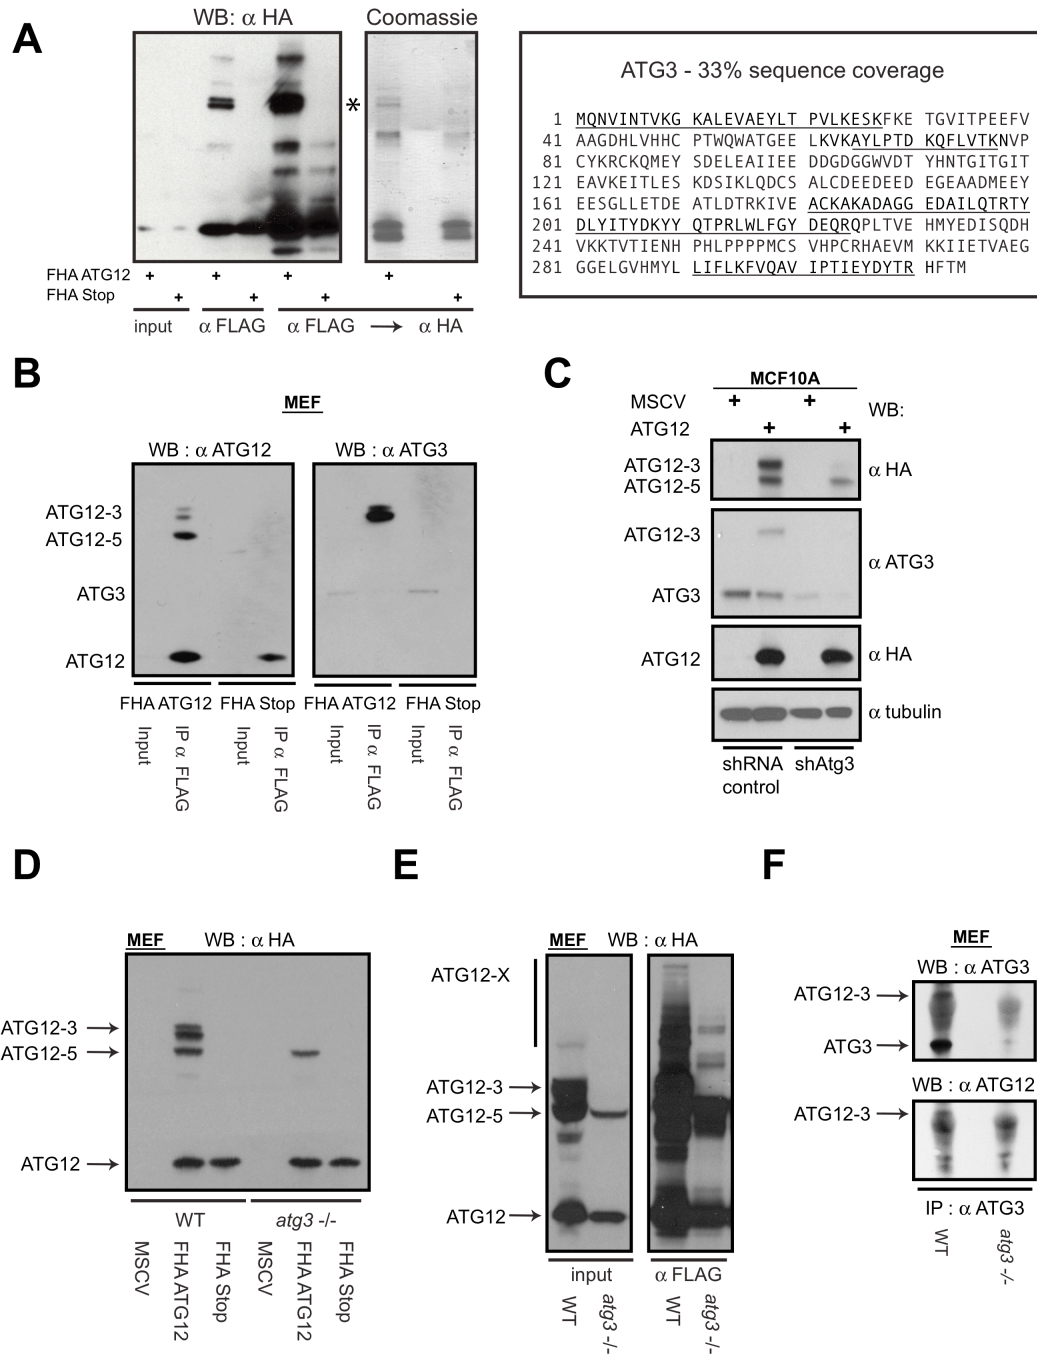 A
WB: α HA
Coomassie
*
FHA ATG12 + + + +
FHA Stop + + + +
input α FLAG α FLAG → α HA
ATG3 - 33% sequence coverage
1 MQNVINTVKG KALEVAEYLT PVLKESKFKE TGVITPEEFV
41 AAGDHLVHHC PTWQWATGEE LKVKAYLPTD KQFLVTKNVP
81 CYKRCKQMEY SDELEAIIEE DDGDGGWVDT YHNTGITGIT
121 EAVKEITLES KDSIKLQDCS ALCDEEDEED EGEAADMEEY
161 EESGLLETDE ATLDTRKIVE ACKAKADAGG EDAILQTRTY
201 DLYITYDKYY QTPRLWLFGY DEQRQPLTVE HMYEDISQDH
241 VKKTVTIENH PHLPPPPMCS VHPCRHAEVM KKIIETVAEG
281 GGELGVHMYL LIFLKFVQAV IPTIEYDYTR HFTM
B
MEF
WB : α ATG12
WB : α ATG3
ATG12-3
ATG12-5
ATG3
ATG12
FHA ATG12 FHA Stop FHA ATG12 FHA Stop
Input IP α FLAG Input IP α FLAG Input IP α FLAG Input IP α FLAG
C
MCF10A
MSCV + +
WB:
ATG12 + +
ATG12-3
ATG12-5
α HA
ATG12-3
α ATG3
ATG3
ATG12
α HA
α tubulin
shRNA control
shAtg3
D
MEF
WB : α HA
ATG12-3
ATG12-5
ATG12
WT
atg3 -/-
MSCV FHA ATG12 FHA Stop MSCV FHA ATG12 FHA Stop
E
MEF
WB : α HA
ATG12-X
ATG12-3
ATG12-5
ATG12
input
α FLAG
WT atg3 -/- WT atg3 -/-
F
MEF
WB : α ATG3
ATG12-3
ATG3
WB : α ATG12
ATG12-3
IP : α ATG3
WT atg3 -/-